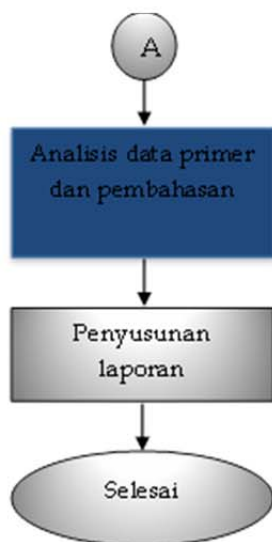 A
Analisis data primer
dan pembahasan
Penyusunan
laporan
Selesai